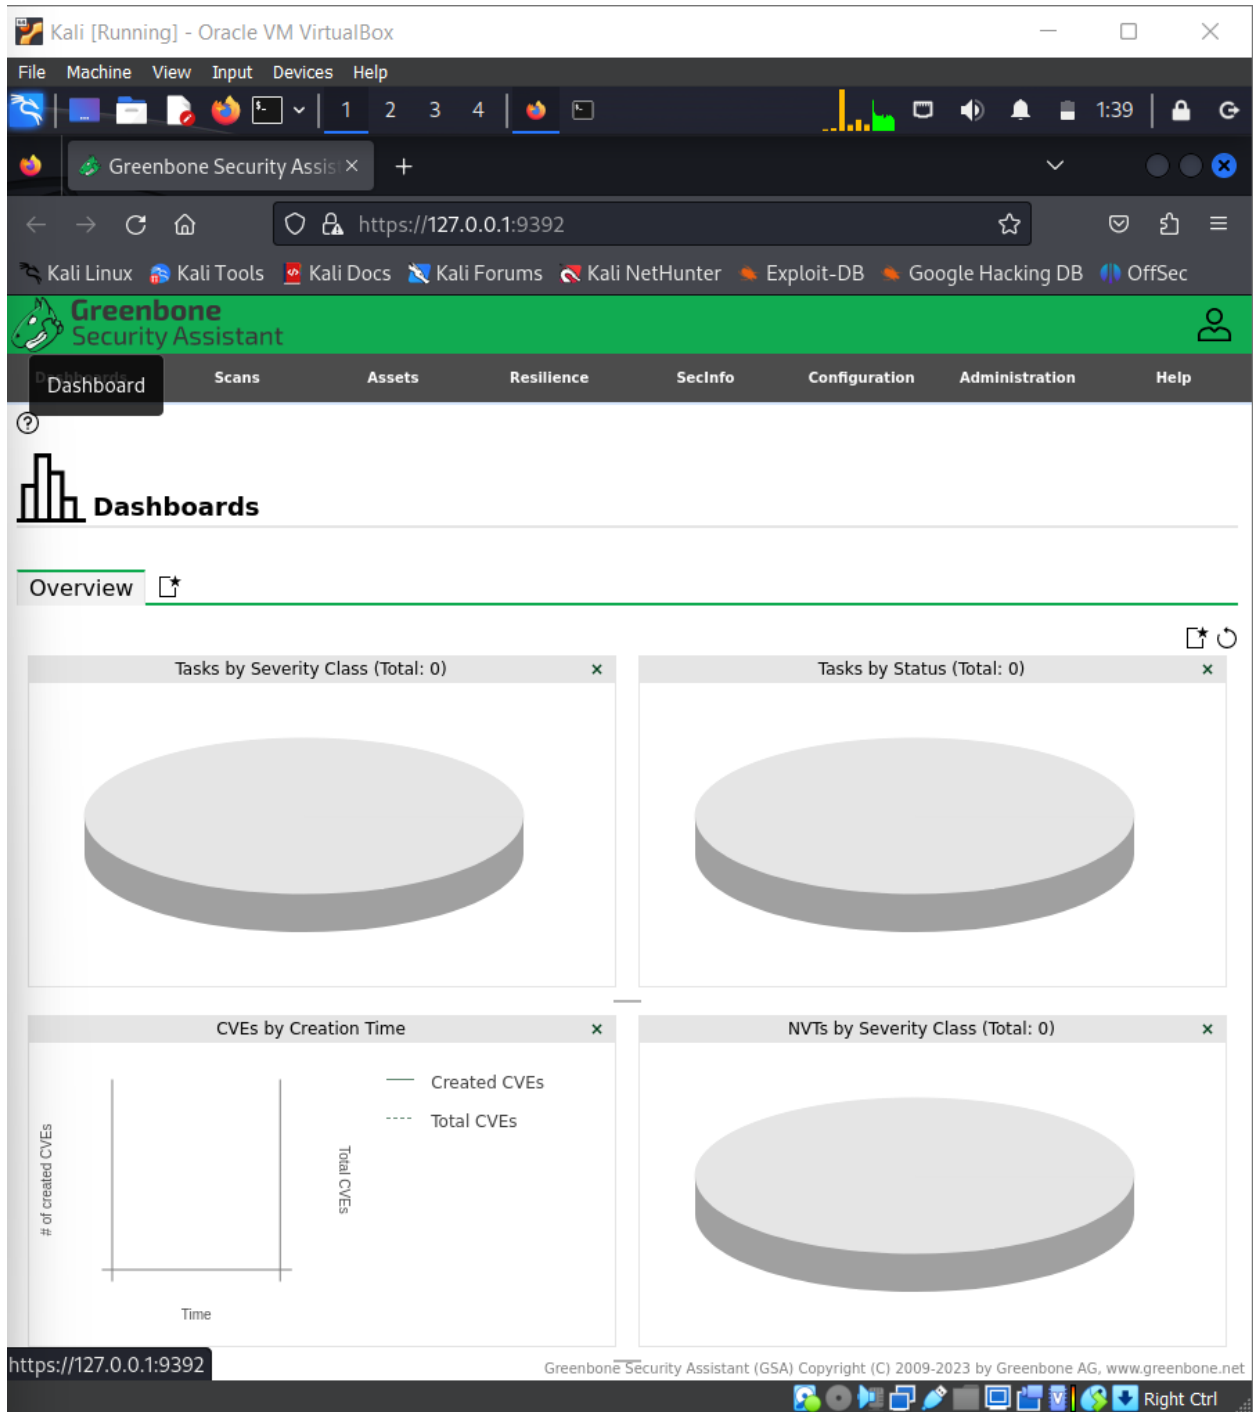 Kali [Running] - Oracle VM VirtualBox
File Machine View Input Devices Help
1 2 3 4 1:39
Greenbone Security Assis
https://127.0.0.1:9392
Kali Linux Kali Tools Kali Docs Kali Forums Kali NetHunter Exploit-DB Google Hacking DB OffSec
Greenbone
Security Assistant
Dashboards Scans Assets Resilience SecInfo Configuration Administration Help
Dashboard
Dashboards
Overview
Tasks by Severity Class (Total: 0)
Tasks by Status (Total: 0)
CVEs by Creation Time
NVTs by Severity Class (Total: 0)
Created CVEs
Total CVEs
# of created CVEs
Total CVEs
Time
https://127.0.0.1:9392
Greenbone Security Assistant (GSA) Copyright (C) 2009-2023 by Greenbone AG, www.greenbone.net
Right Ctrl